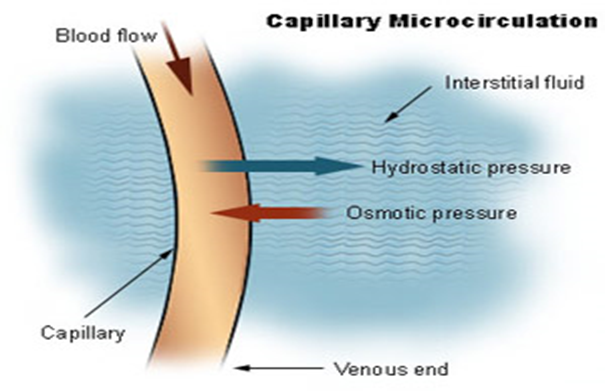 Capillary Microcirculation
Blood flow
Interstitial fluid
Hydrostatic pressure
Osmotic pressure
Capillary
Venous end